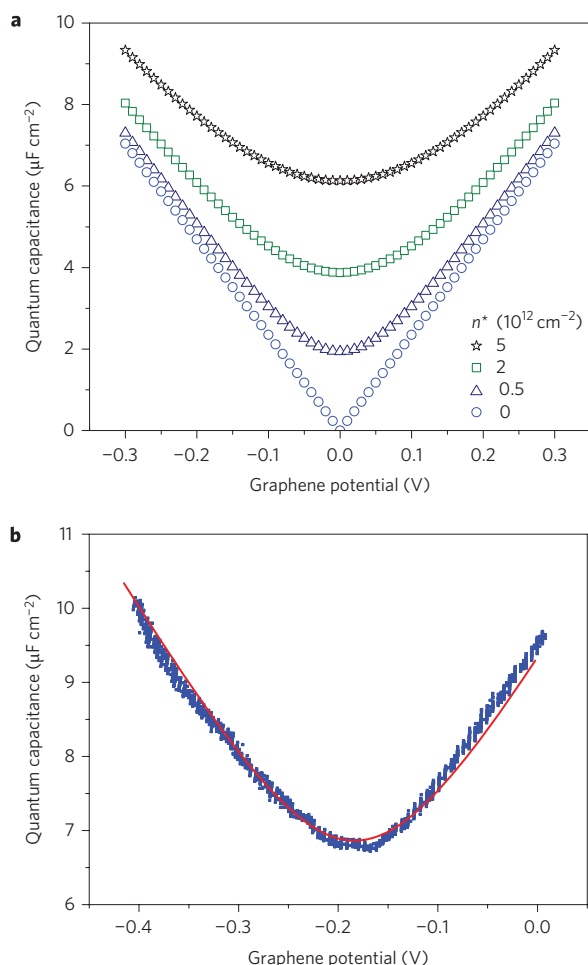 a
10
8
6
4
2
0
Quantum capacitance (μF cm⁻²)
n* (10¹² cm⁻²)
5
2
0.5
0
−0.3 −0.2 −0.1 0.0 0.1 0.2 0.3
Graphene potential (V)
b
11
10
9
8
7
6
Quantum capacitance (μF cm⁻²)
−0.4 −0.3 −0.2 −0.1 0.0
Graphene potential (V)